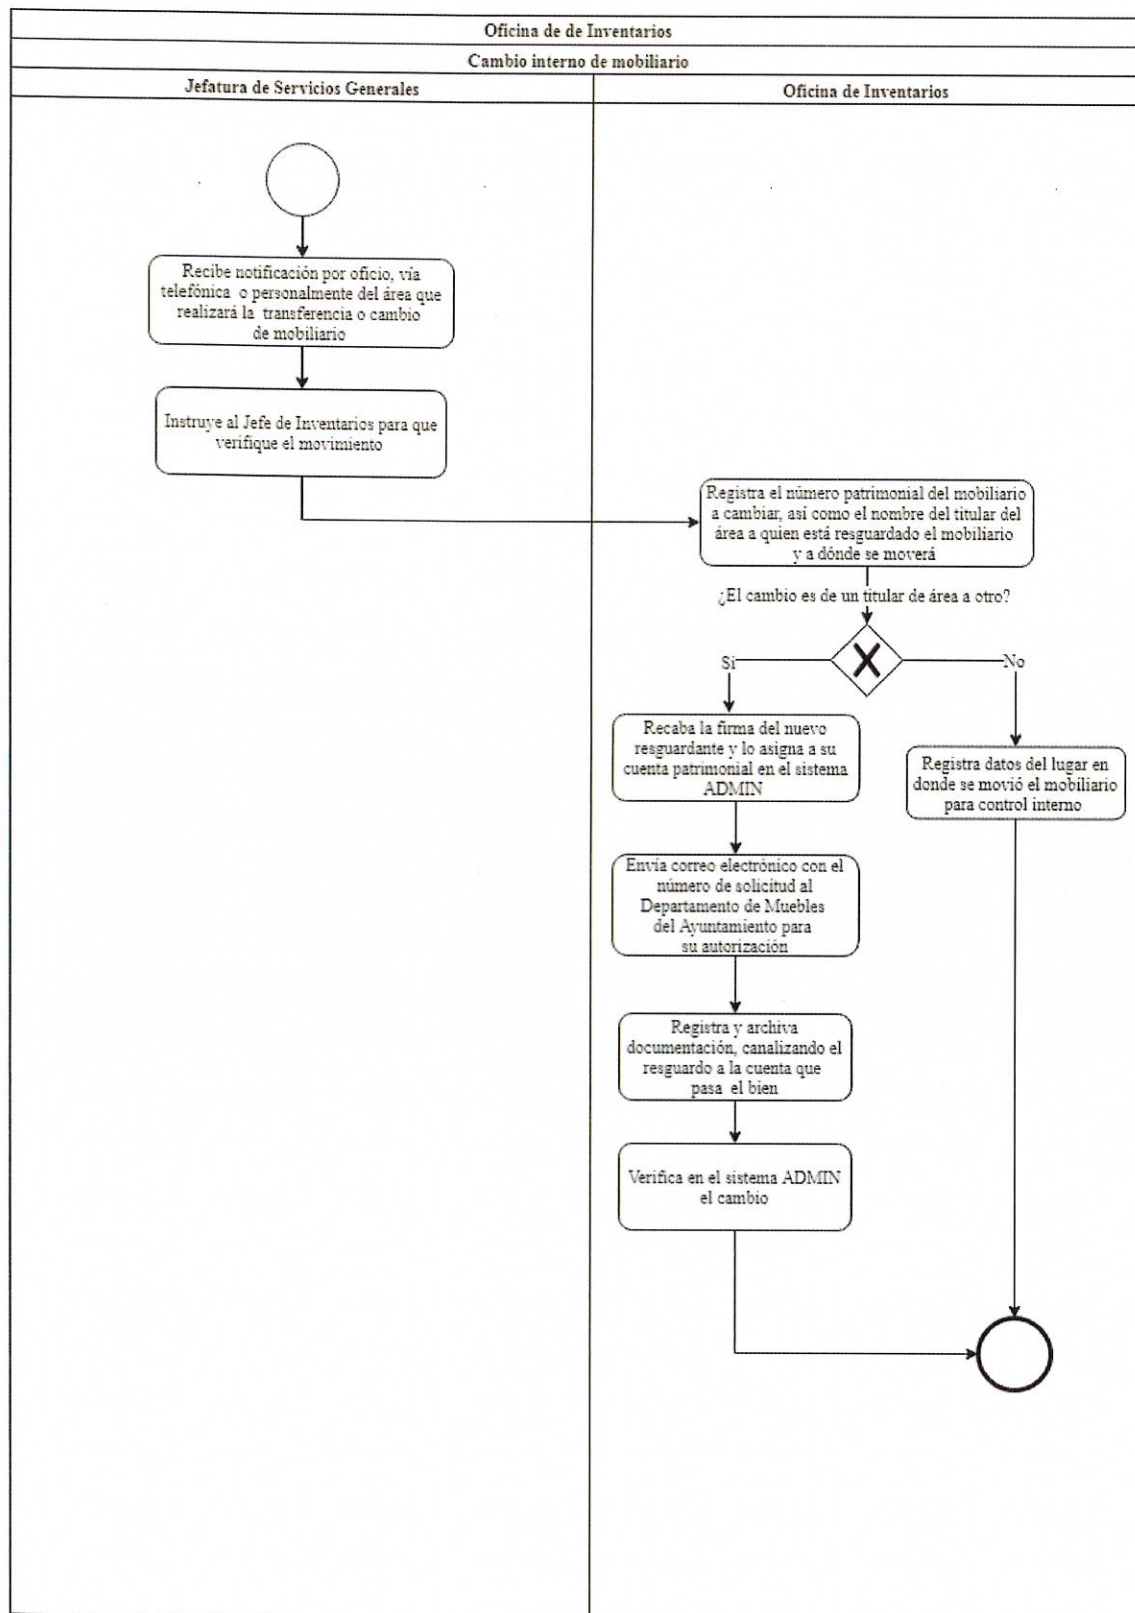 Oficina de de Inventarios
Cambio interno de mobiliario
Jefatura de Servicios Generales
Oficina de Inventarios
Recibe notificación por oficio, vía
telefónica o personalmente del área que
realizará la transferencia o cambio
de mobiliario
Instruye al Jefe de Inventarios para que
verifique el movimiento
Registra el número patrimonial del mobiliario
a cambiar, así como el nombre del titular del
área a quien está resguardado el mobiliario
y a dónde se moverá
¿El cambio es de un titular de área a otro?
Si
No
Recaba la firma del nuevo
resguardante y lo asigna a su
cuenta patrimonial en el sistema
ADMIN
Registra datos del lugar en
donde se movió el mobiliario
para control interno
Envía correo electrónico con el
número de solicitud al
Departamento de Muebles
del Ayuntamiento para
su autorización
Registra y archiva
documentación, canalizando el
resguardo a la cuenta que
pasa el bien
Verifica en el sistema ADMIN
el cambio